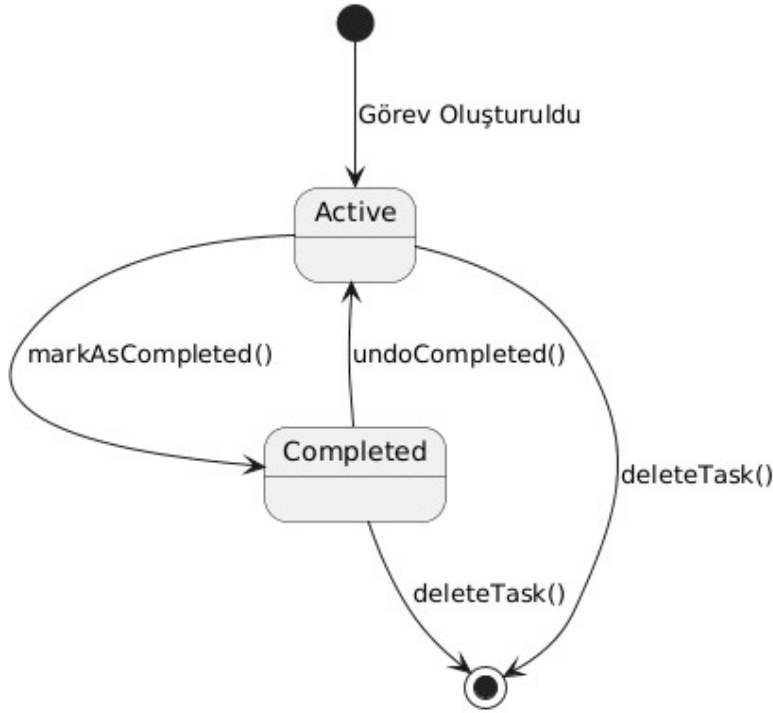 Görev Oluşturuldu
Active
markAsCompleted()
undoCompleted()
Completed
deleteTask()
deleteTask()